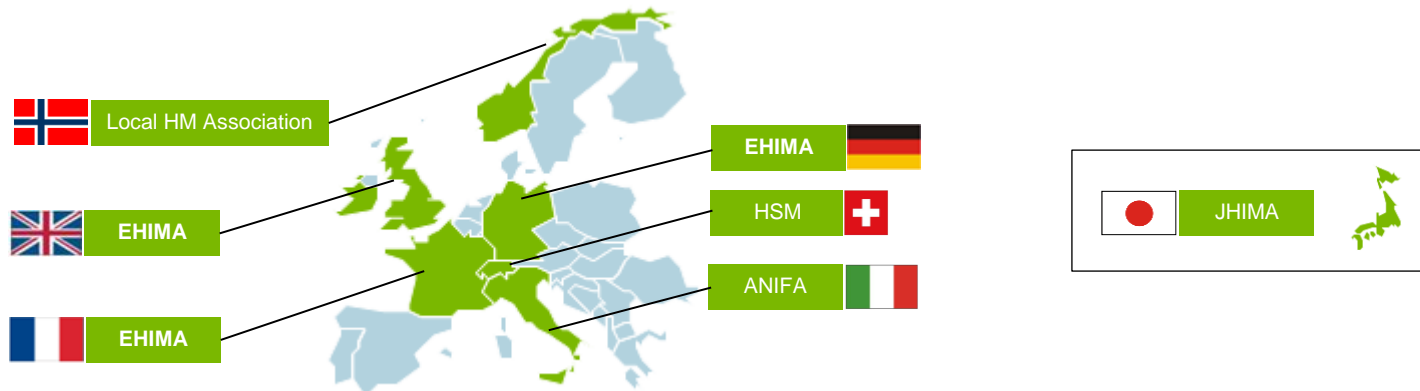 Local HM Association
EHIMA
EHIMA
EHIMA
HSM
ANIFA
JHIMA